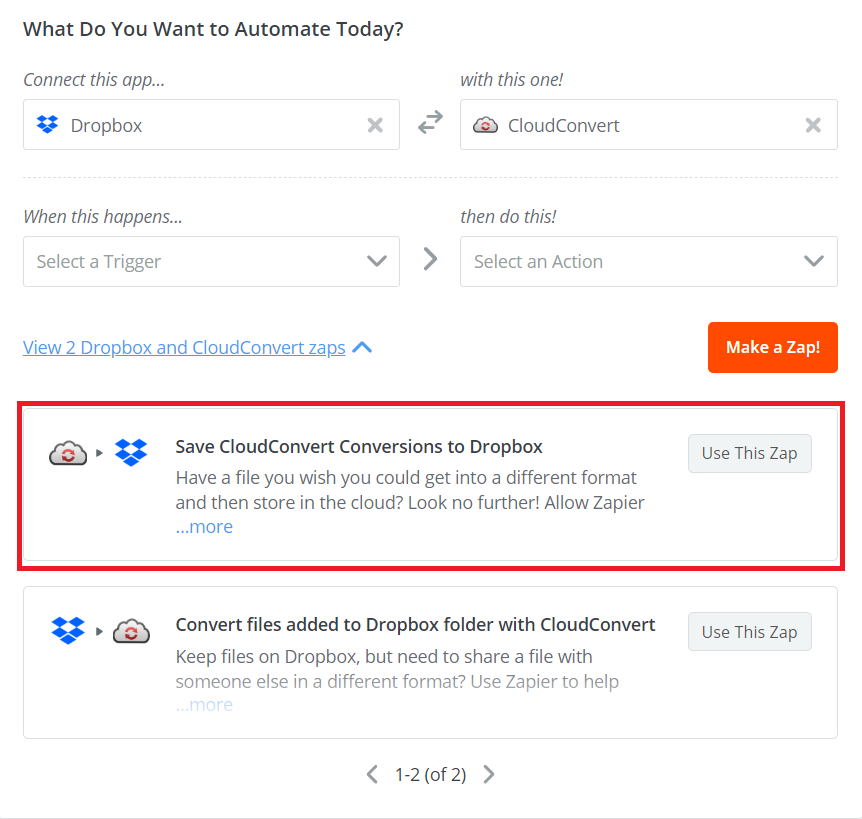 What Do You Want to Automate Today?
Connect this app...
with this one!
Dropbox
CloudConvert
When this happens...
then do this!
Select a Trigger
Select an Action
View 2 Dropbox and CloudConvert zaps
Make a Zap!
Save CloudConvert Conversions to Dropbox
Use This Zap
Have a file you wish you could get into a different format
and then store in the cloud? Look no further! Allow Zapier
...more
Convert files added to Dropbox folder with CloudConvert
Use This Zap
Keep files on Dropbox, but need to share a file with
someone else in a different format? Use Zapier to help
...more
1-2 (of 2)